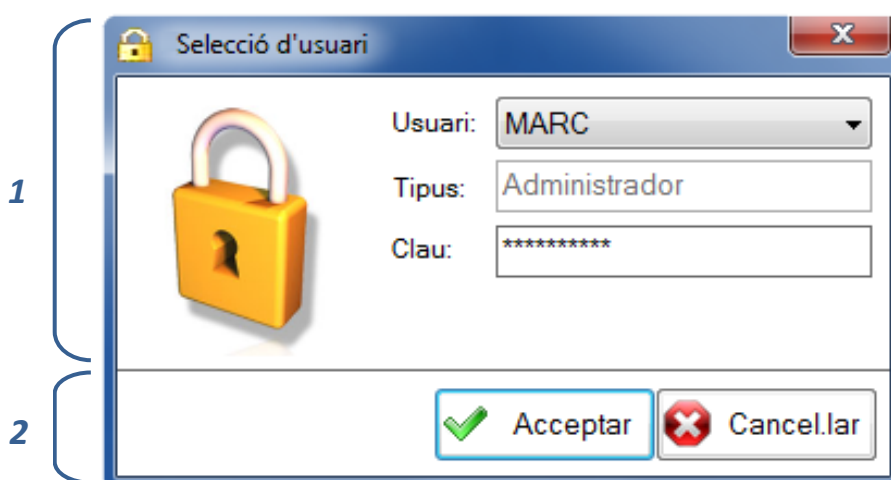 Selecció d'usuari
x
1
Usuari: MARC
Tipus: Administrador
Clau: **********
2
Acceptar Cancel.lar